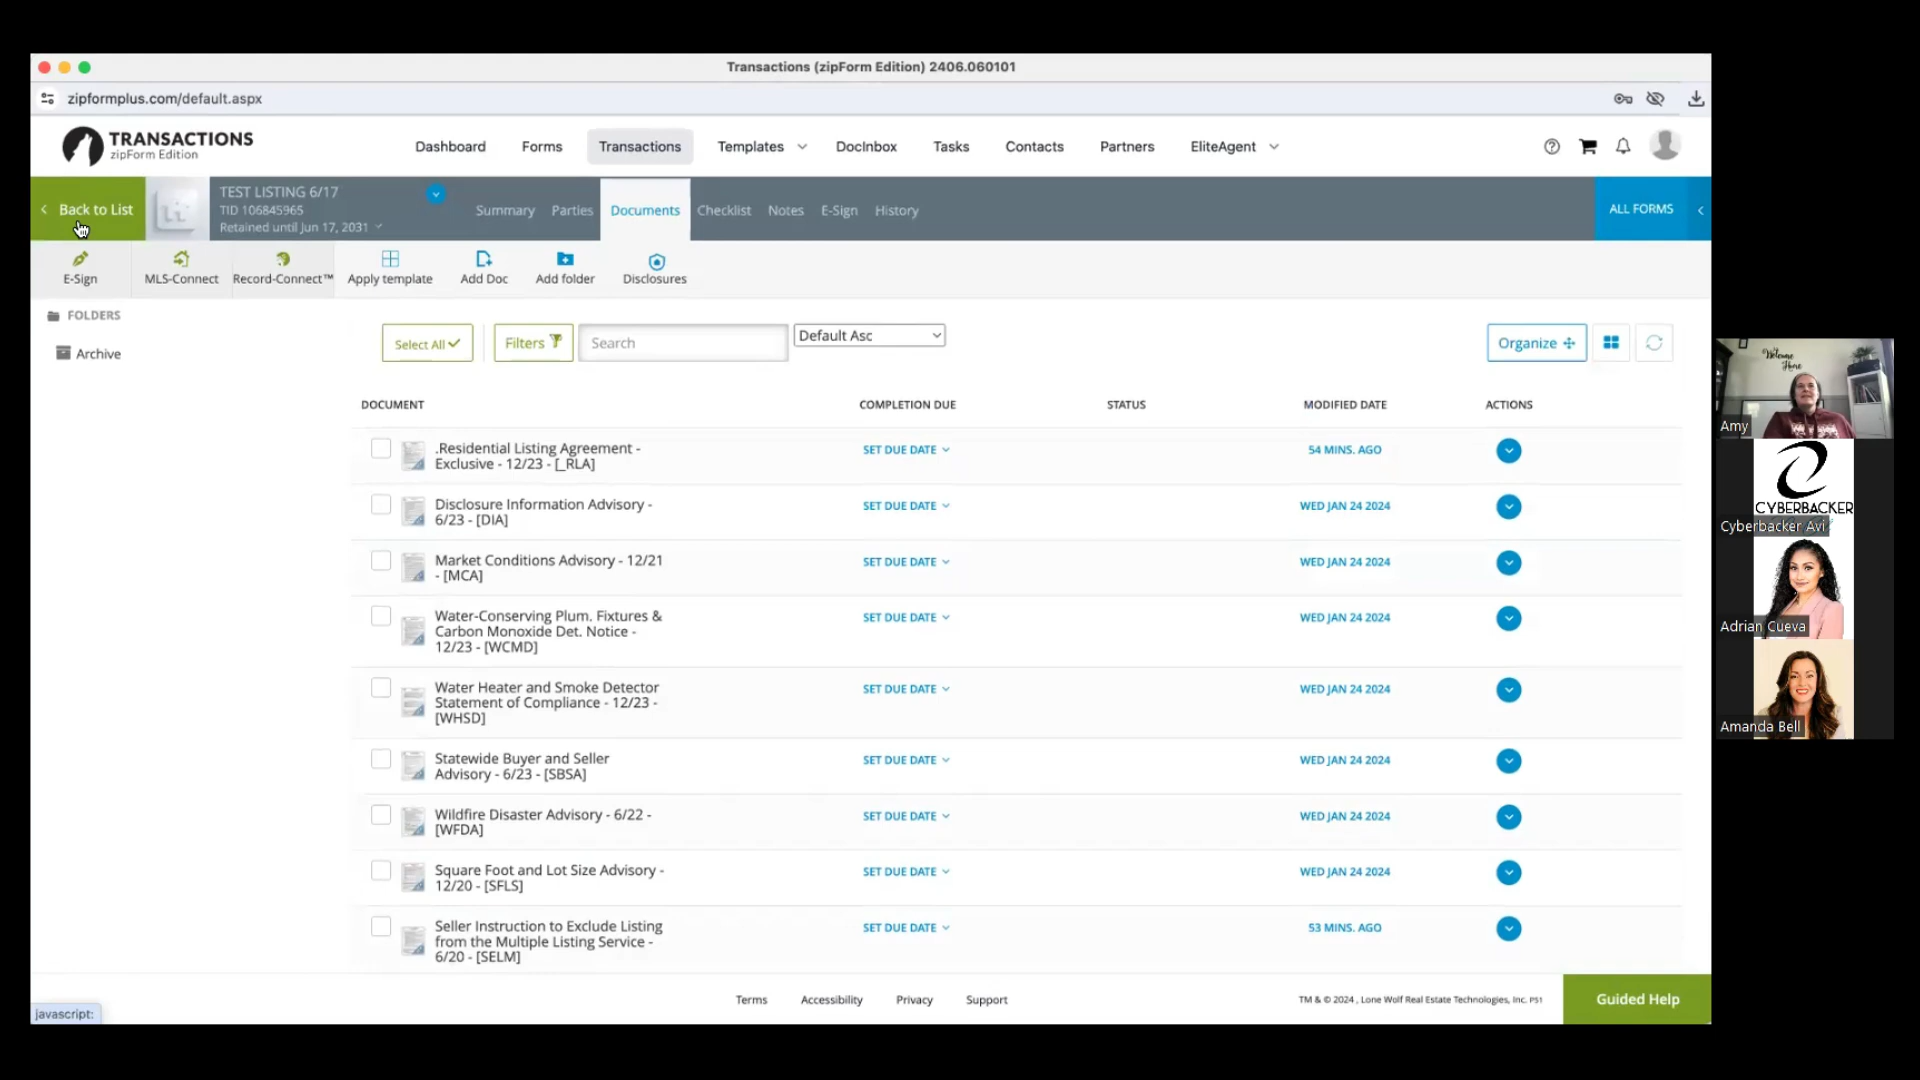 Transactions (zipForm Edition) 2406.060101
zipformplus.com/default.aspx
TRANSACTIONS
zipForm Edition
Dashboard
Forms
Transactions
Templates
DocInbox
Tasks
Contacts
Partners
EliteAgent
Back to List
TEST LISTING 6/17
TID 106845965
Retained until Jun 17, 2031
Summary
Parties
Documents
Checklist
Notes
E-Sign
History
ALL FORMS
E-Sign
MLS-Connect
Record-Connect™
Apply template
Add Doc
Add folder
Disclosures
FOLDERS
Archive
Select All
Filters
Search
Default Asc
Organize
DOCUMENT
COMPLETION DUE
STATUS
MODIFIED DATE
ACTIONS
.Residential Listing Agreement -
Exclusive - 12/23 - [_RLA]
SET DUE DATE
54 MINS. AGO
Disclosure Information Advisory -
6/23 - [DIA]
SET DUE DATE
WED JAN 24 2024
Market Conditions Advisory - 12/21
- [MCA]
SET DUE DATE
WED JAN 24 2024
Water-Conserving Plum. Fixtures &
Carbon Monoxide Det. Notice -
12/23 - [WCMD]
SET DUE DATE
WED JAN 24 2024
Water Heater and Smoke Detector
Statement of Compliance - 12/23 -
[WHSD]
SET DUE DATE
WED JAN 24 2024
Statewide Buyer and Seller
Advisory - 6/23 - [SBSA]
SET DUE DATE
WED JAN 24 2024
Wildfire Disaster Advisory - 6/22 -
[WFDA]
SET DUE DATE
WED JAN 24 2024
Square Foot and Lot Size Advisory -
12/20 - [SFLS]
SET DUE DATE
WED JAN 24 2024
Seller Instruction to Exclude Listing
from the Multiple Listing Service -
6/20 - [SELM]
SET DUE DATE
53 MINS. AGO
Terms
Accessibility
Privacy
Support
TM & © 2024 , Lone Wolf Real Estate Technologies, Inc. PS1
Guided Help
javascript:
Welcome
Home
Amy
CYBERBACKER
Cyberbacker Avi
Adrian Cueva
Amanda Bell